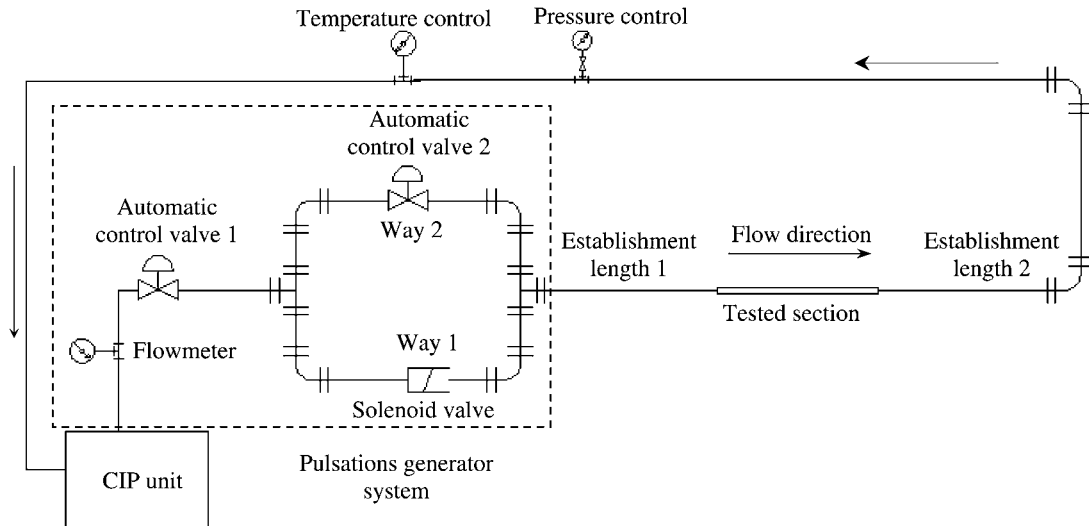 Temperature control
Pressure control
Automatic
control valve 2
Automatic
control valve 1
Way 2
Establishment
length 1
Flow direction
Establishment
length 2
Tested section
Flowmeter
Way 1
Solenoid valve
CIP unit
Pulsations generator
system